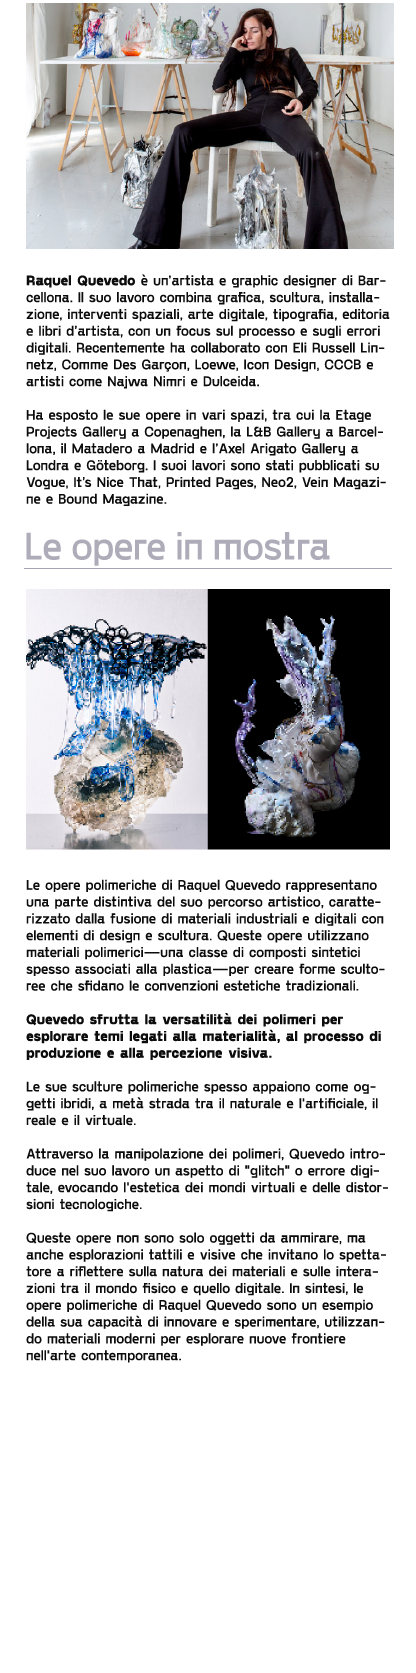 Raquel Quevedo è un'artista e graphic designer di Bar-
cellona. Il suo lavoro combina grafica, scultura, installa-
zione, interventi spaziali, arte digitale, tipografia, editoria
e libri d'artista, con un focus sul processo e sugli errori
digitali. Recentemente ha collaborato con Eli Russell Lin-
netz, Comme Des Garçon, Loewe, Icon Design, CCCB e
artisti come Najwa Nimri e Dulceida.
Ha esposto le sue opere in vari spazi, tra cui la Etage
Projects Gallery a Copenaghen, la L&B Gallery a Barcel-
lona, il Matadero a Madrid e l'Axel Arigato Gallery a
Londra e Göteborg. I suoi lavori sono stati pubblicati su
Vogue, It's Nice That, Printed Pages, Neo2, Vein Magazi-
ne e Bound Magazine.
Le opere in mostra
Le opere polimeriche di Raquel Quevedo rappresentano
una parte distintiva del suo percorso artistico, caratte-
rizzato dalla fusione di materiali industriali e digitali con
elementi di design e scultura. Queste opere utilizzano
materiali polimerici—una classe di composti sintetici
spesso associati alla plastica—per creare forme sculto-
ree che sfidano le convenzioni estetiche tradizionali.
Quevedo sfrutta la versatilità dei polimeri per
esplorare temi legati alla materialità, al processo di
produzione e alla percezione visiva.
Le sue sculture polimeriche spesso appaiono come og-
getti ibridi, a metà strada tra il naturale e l'artificiale, il
reale e il virtuale.
Attraverso la manipolazione dei polimeri, Quevedo intro-
duce nel suo lavoro un aspetto di "glitch" o errore digi-
tale, evocando l'estetica dei mondi virtuali e delle distor-
sioni tecnologiche.
Queste opere non sono solo oggetti da ammirare, ma
anche esplorazioni tattili e visive che invitano lo spetta-
tore a riflettere sulla natura dei materiali e sulle intera-
zioni tra il mondo fisico e quello digitale. In sintesi, le
opere polimeriche di Raquel Quevedo sono un esempio
della sua capacità di innovare e sperimentare, utilizzan-
do materiali moderni per esplorare nuove frontiere
nell'arte contemporanea.